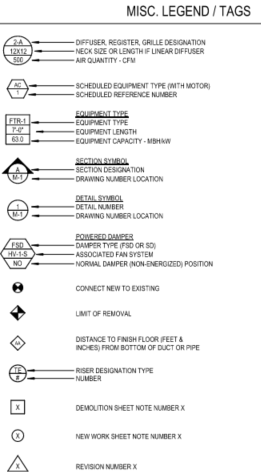 MISC. LEGEND / TAGS
2-A
12X12
500
DIFFUSER, REGISTER, GRILLE DESIGNATION
NECK SIZE OR LENGTH IF LINEAR DIFFUSER
AIR QUANTITY - CFM
AC
1
SCHEDULED EQUIPMENT TYPE (WITH MOTOR)
SCHEDULED REFERENCE NUMBER
EQUIPMENT TYPE
FTR-1
7'-0"
63.0
EQUIPMENT TYPE
EQUIPMENT LENGTH
EQUIPMENT CAPACITY - MBH/kW
SECTION SYMBOL
A
M-1
SECTION DESIGNATION
DRAWING NUMBER LOCATION
DETAIL SYMBOL
1
M-1
DETAIL NUMBER
DRAWING NUMBER LOCATION
POWERED DAMPER
FSD
HV-1-S
NO
DAMPER TYPE (FSD OR SD)
ASSOCIATED FAN SYSTEM
NORMAL DAMPER (NON-ENERGIZED) POSITION
CONNECT NEW TO EXISTING
LIMIT OF REMOVAL
AA
DISTANCE TO FINISH FLOOR (FEET &
INCHES) FROM BOTTOM OF DUCT OR PIPE
TE
#
RISER DESIGNATION TYPE
NUMBER
X
DEMOLITION SHEET NOTE NUMBER X
X
NEW WORK SHEET NOTE NUMBER X
X
REVISION NUMBER X